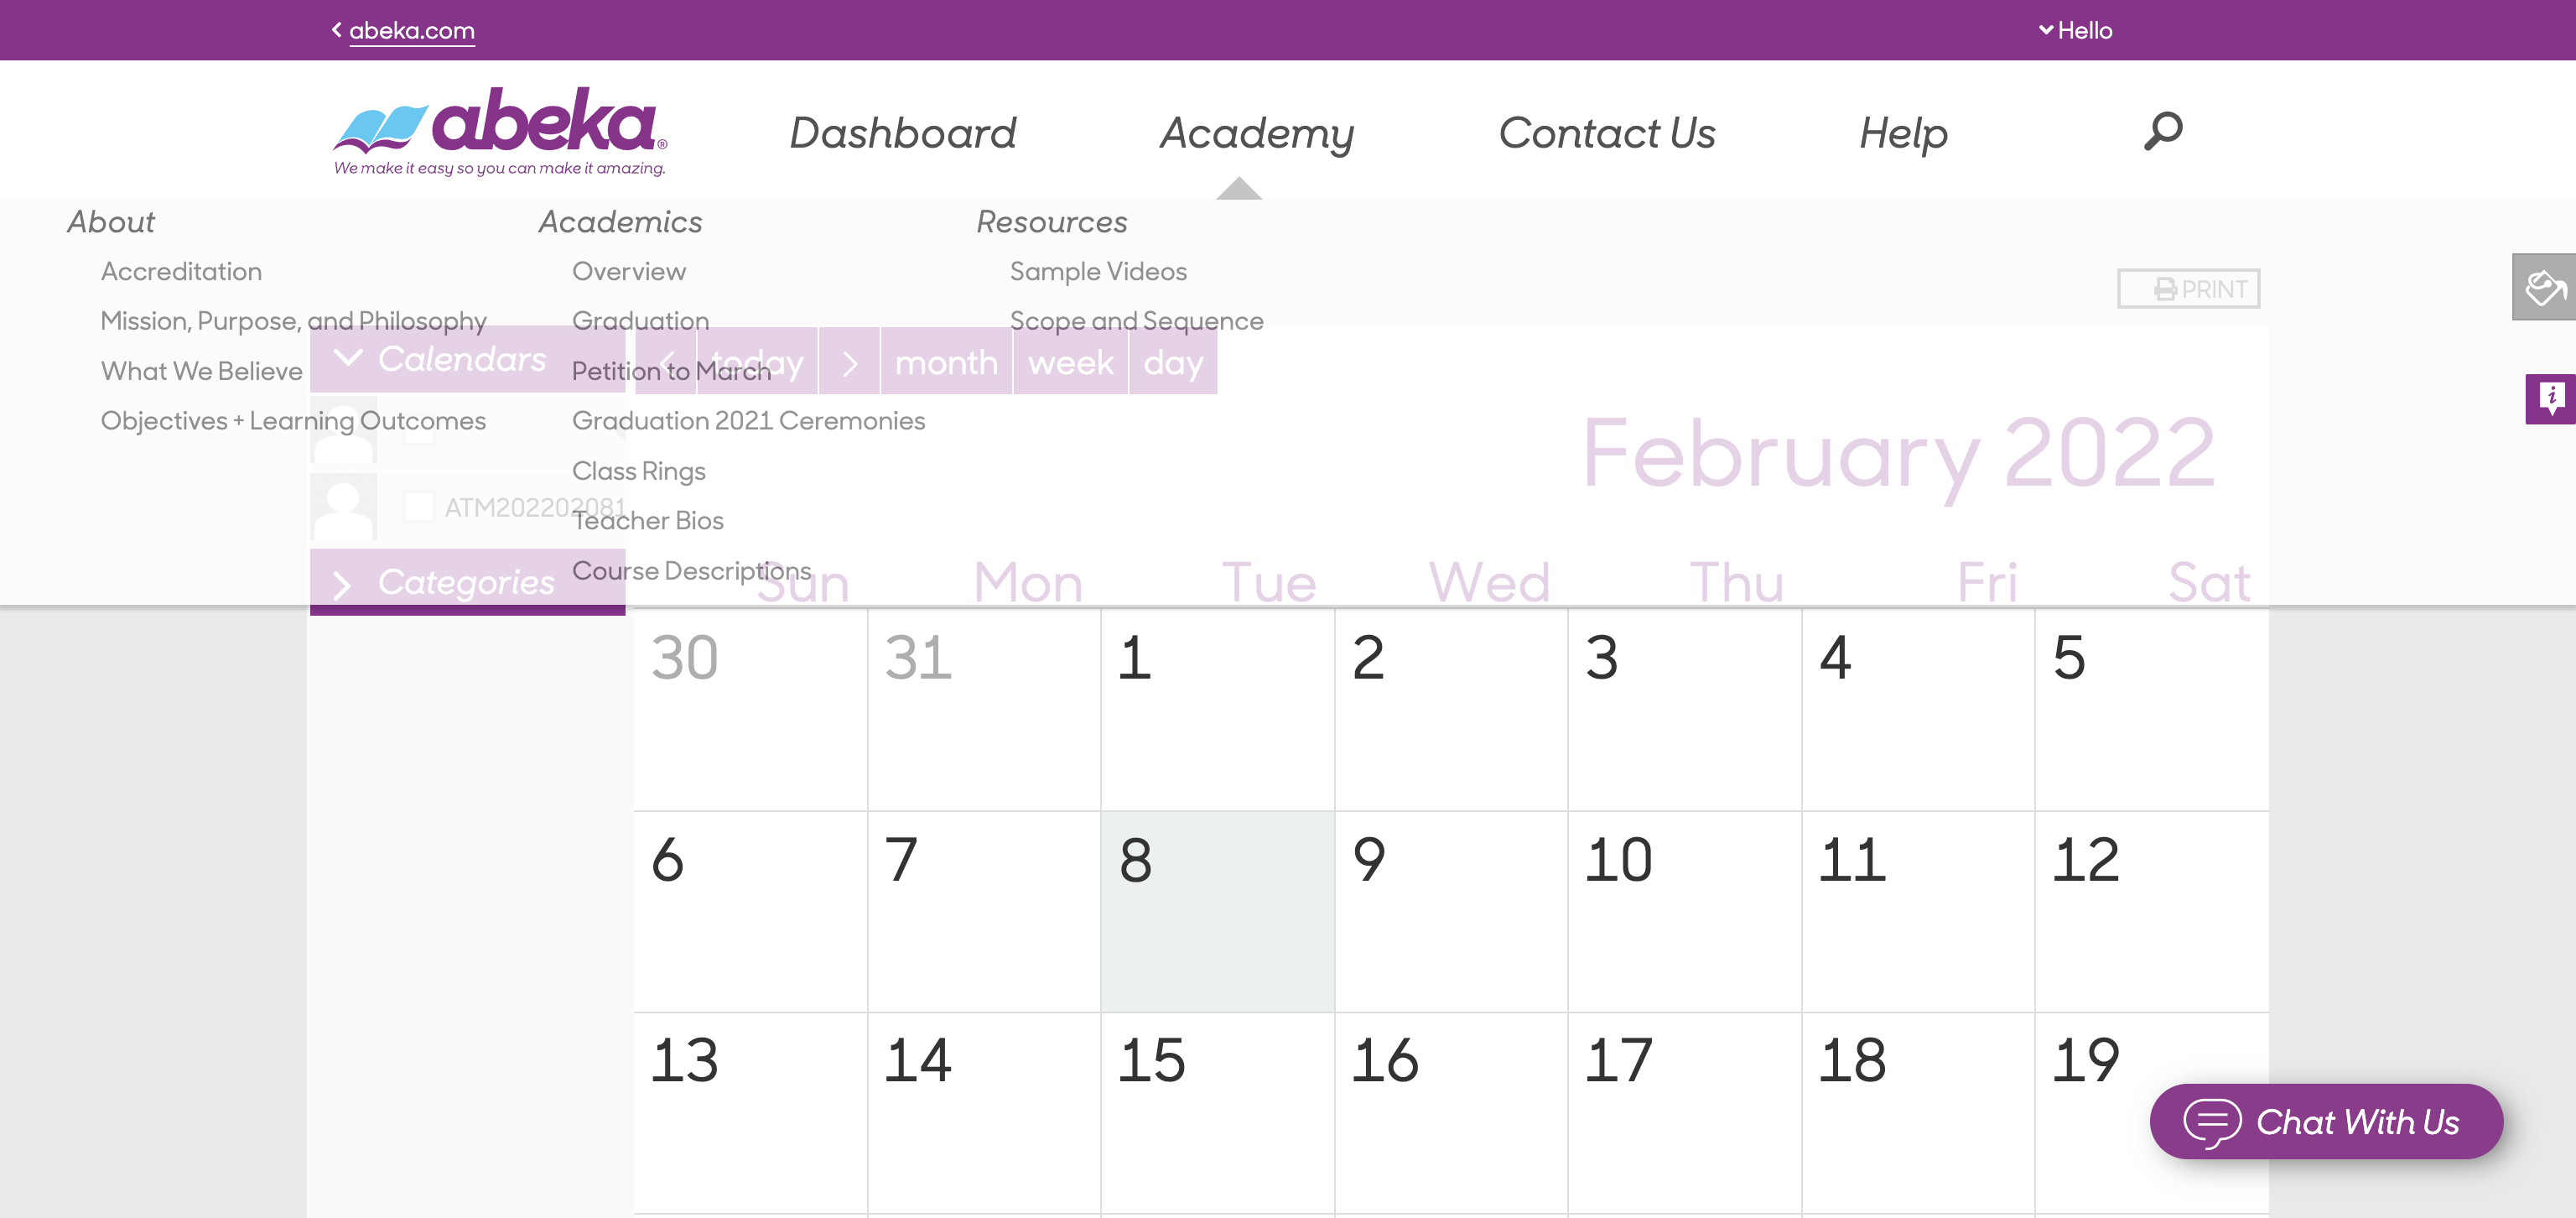 abeka.com
Hello
abeka®
We make it easy so you can make it amazing.
Dashboard
Academy
Contact Us
Help
About
Accreditation
Mission, Purpose, and Philosophy
What We Believe
Objectives + Learning Outcomes
Academics
Overview
Graduation
Petition to March
Graduation 2021 Ceremonies
Class Rings
Teacher Bios
Course Descriptions
Resources
Sample Videos
Scope and Sequence
PRINT
Calendars
ATM202202081
Categories
< today > month week day
February 2022
Sun Mon Tue Wed Thu Fri Sat
30 31 1 2 3 4 5
6 7 8 9 10 11 12
13 14 15 16 17 18 19
Chat With Us